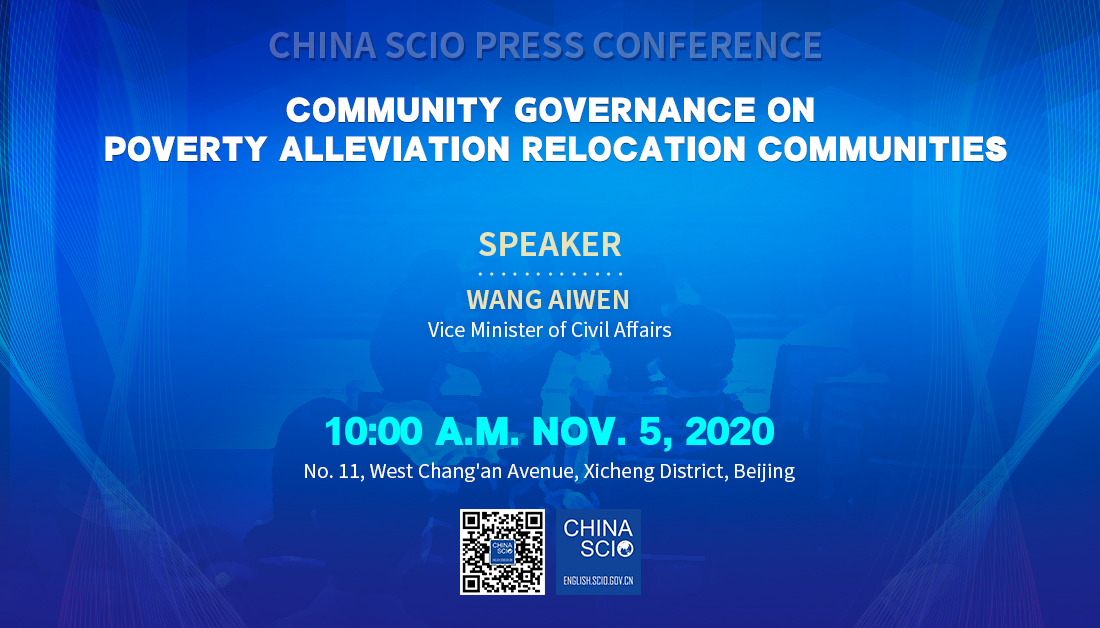 CHINA SCIO PRESS CONFERENCE
COMMUNITY GOVERNANCE ON
POVERTY ALLEVIATION RELOCATION COMMUNITIES
SPEAKER
WANG AIWEN
Vice Minister of Civil Affairs
10:00 A.M. NOV. 5, 2020
No. 11, West Chang'an Avenue, Xicheng District, Beijing
CHINA
SCIO
CHINA
SCIO
ENGLISH.SCIO.GOV.CN